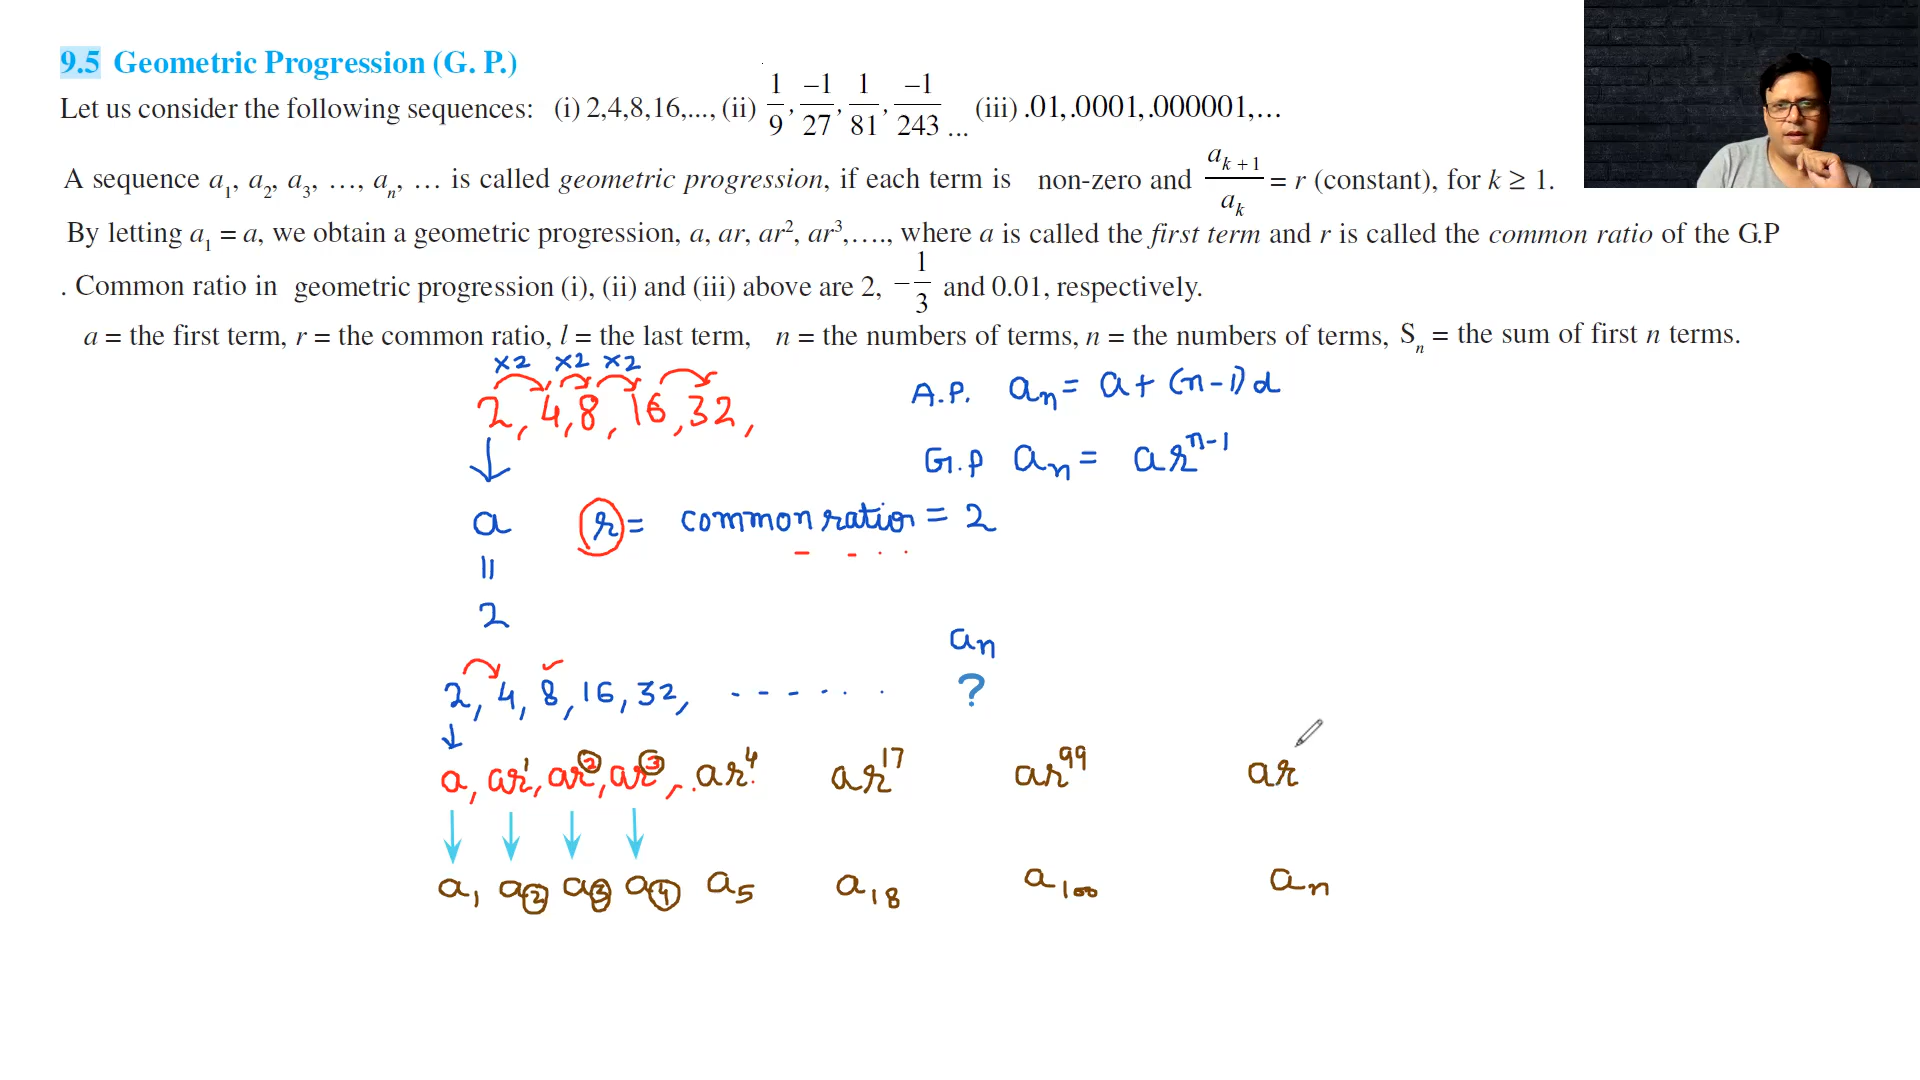 9.5 Geometric Progression (G. P.)
Let us consider the following sequences: (i) 2,4,8,16,..., (ii) 1/9, –1/27, 1/81, –1/243 ... (iii) .01,.0001,.000001,...
A sequence a₁, a₂, a₃, …, aₙ, … is called geometric progression, if each term is non-zero and aₖ₊₁/aₖ = r (constant), for k ≥ 1.
By letting a₁ = a, we obtain a geometric progression, a, ar, ar², ar³,…., where a is called the first term and r is called the common ratio of the G.P
. Common ratio in geometric progression (i), (ii) and (iii) above are 2, –1/3 and 0.01, respectively.
a = the first term, r = the common ratio, l = the last term, n = the numbers of terms, n = the numbers of terms, Sₙ = the sum of first n terms.
×2 ×2 ×2
2, 4, 8, 16, 32,
A.P. aₙ = a + (n-1)d
G.P aₙ = arⁿ⁻¹
a r = common ration = 2
=
2
aₙ
2, 4, 8, 16, 32, ------ ?
a, ar¹, ar², ar³, . ar⁴ ar¹⁷ ar⁹⁹ ar
a₁ a₂ a₃ a₄ a₅ a₁₈ a₁₀₀ aₙ